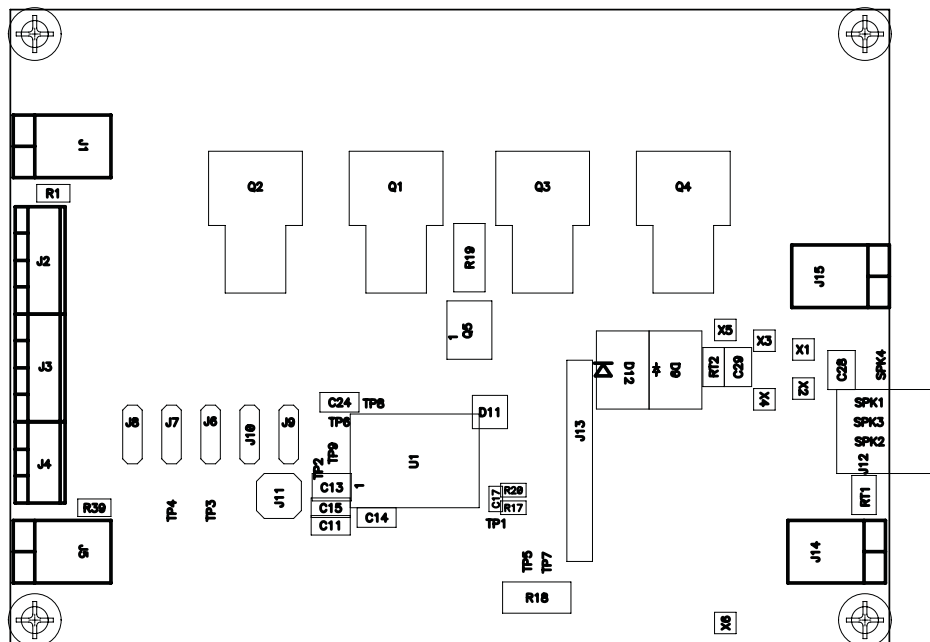 J1
R1
Q2
Q1
Q3
Q4
R19
J2
J15
Q5
1
X5
X3
X1
J3
D12
D9
RT2
C29
C28
SPK4
X4
X2
C24
TP8
D11
SPK1
J8
J7
J6
J10
J9
TP6
SPK3
J13
SPK2
J4
TP9
TP2
U1
J12
C13
1
J11
C17
R20
RT1
R39
TP4
TP3
C15
R17
C11
C14
TP1
J5
TP5
TP7
J14
R18
X6